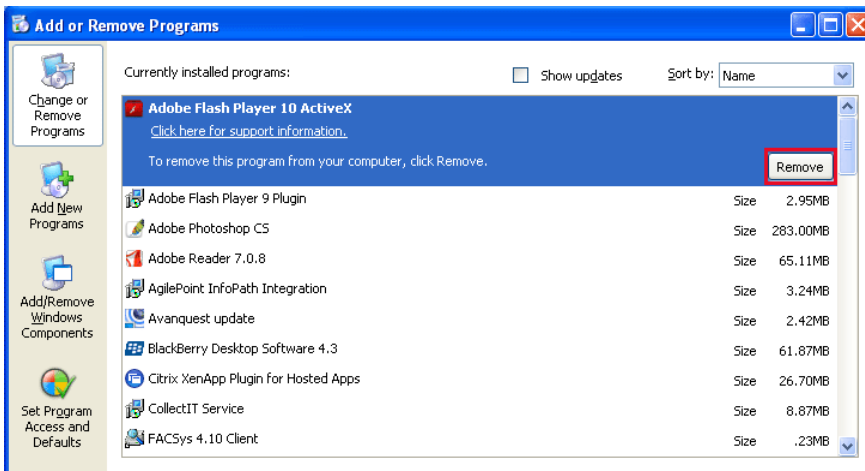 Add or Remove Programs
Change or
Remove
Programs
Add New
Programs
Add/Remove
Windows
Components
Set Program
Access and
Defaults
Currently installed programs:
Show updates
Sort by: Name
Adobe Flash Player 10 ActiveX
Click here for support information.
To remove this program from your computer, click Remove.
Remove
Adobe Flash Player 9 Plugin Size 2.95MB
Adobe Photoshop CS Size 283.00MB
Adobe Reader 7.0.8 Size 65.11MB
AgilePoint InfoPath Integration Size 3.24MB
Avanquest update Size 2.42MB
BlackBerry Desktop Software 4.3 Size 61.87MB
Citrix XenApp Plugin for Hosted Apps Size 26.70MB
CollectIT Service Size 8.87MB
FACSys 4.10 Client Size .23MB